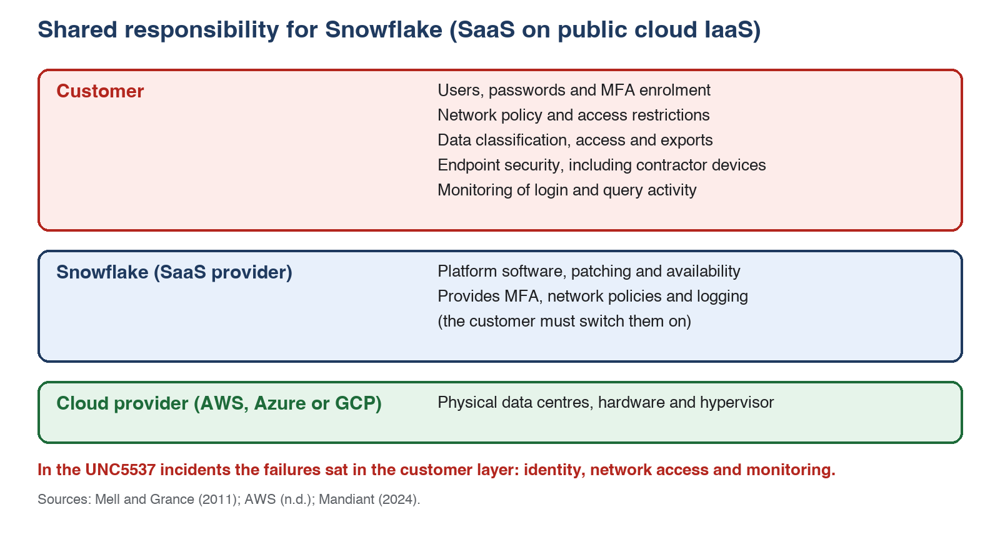 Shared responsibility for Snowflake (SaaS on public cloud IaaS)
Customer
Users, passwords and MFA enrolment
Network policy and access restrictions
Data classification, access and exports
Endpoint security, including contractor devices
Monitoring of login and query activity
Snowflake (SaaS provider)
Platform software, patching and availability
Provides MFA, network policies and logging
(the customer must switch them on)
Cloud provider (AWS, Azure or GCP)
Physical data centres, hardware and hypervisor
In the UNC5537 incidents the failures sat in the customer layer: identity, network access and monitoring.
Sources: Mell and Grance (2011); AWS (n.d.); Mandiant (2024).